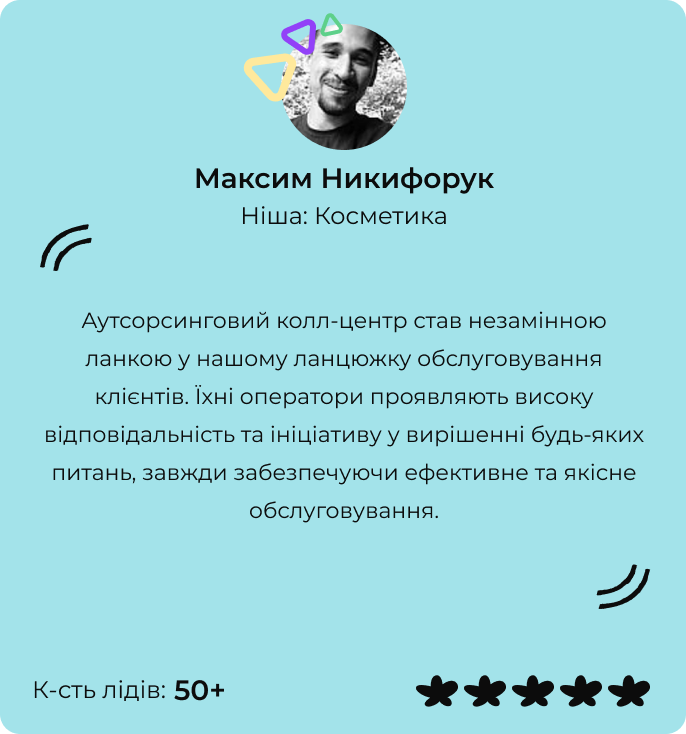 Максим Никифорук
Ніша: Косметика
Аутсорсинговий колл-центр став незамінною
ланкою у нашому ланцюжку обслуговування
клієнтів. Їхні оператори проявляють високу
відповідальність та ініціативу у вирішенні будь-яких
питань, завжди забезпечуючи ефективне та якісне
обслуговування.
К-сть лідів: 50+